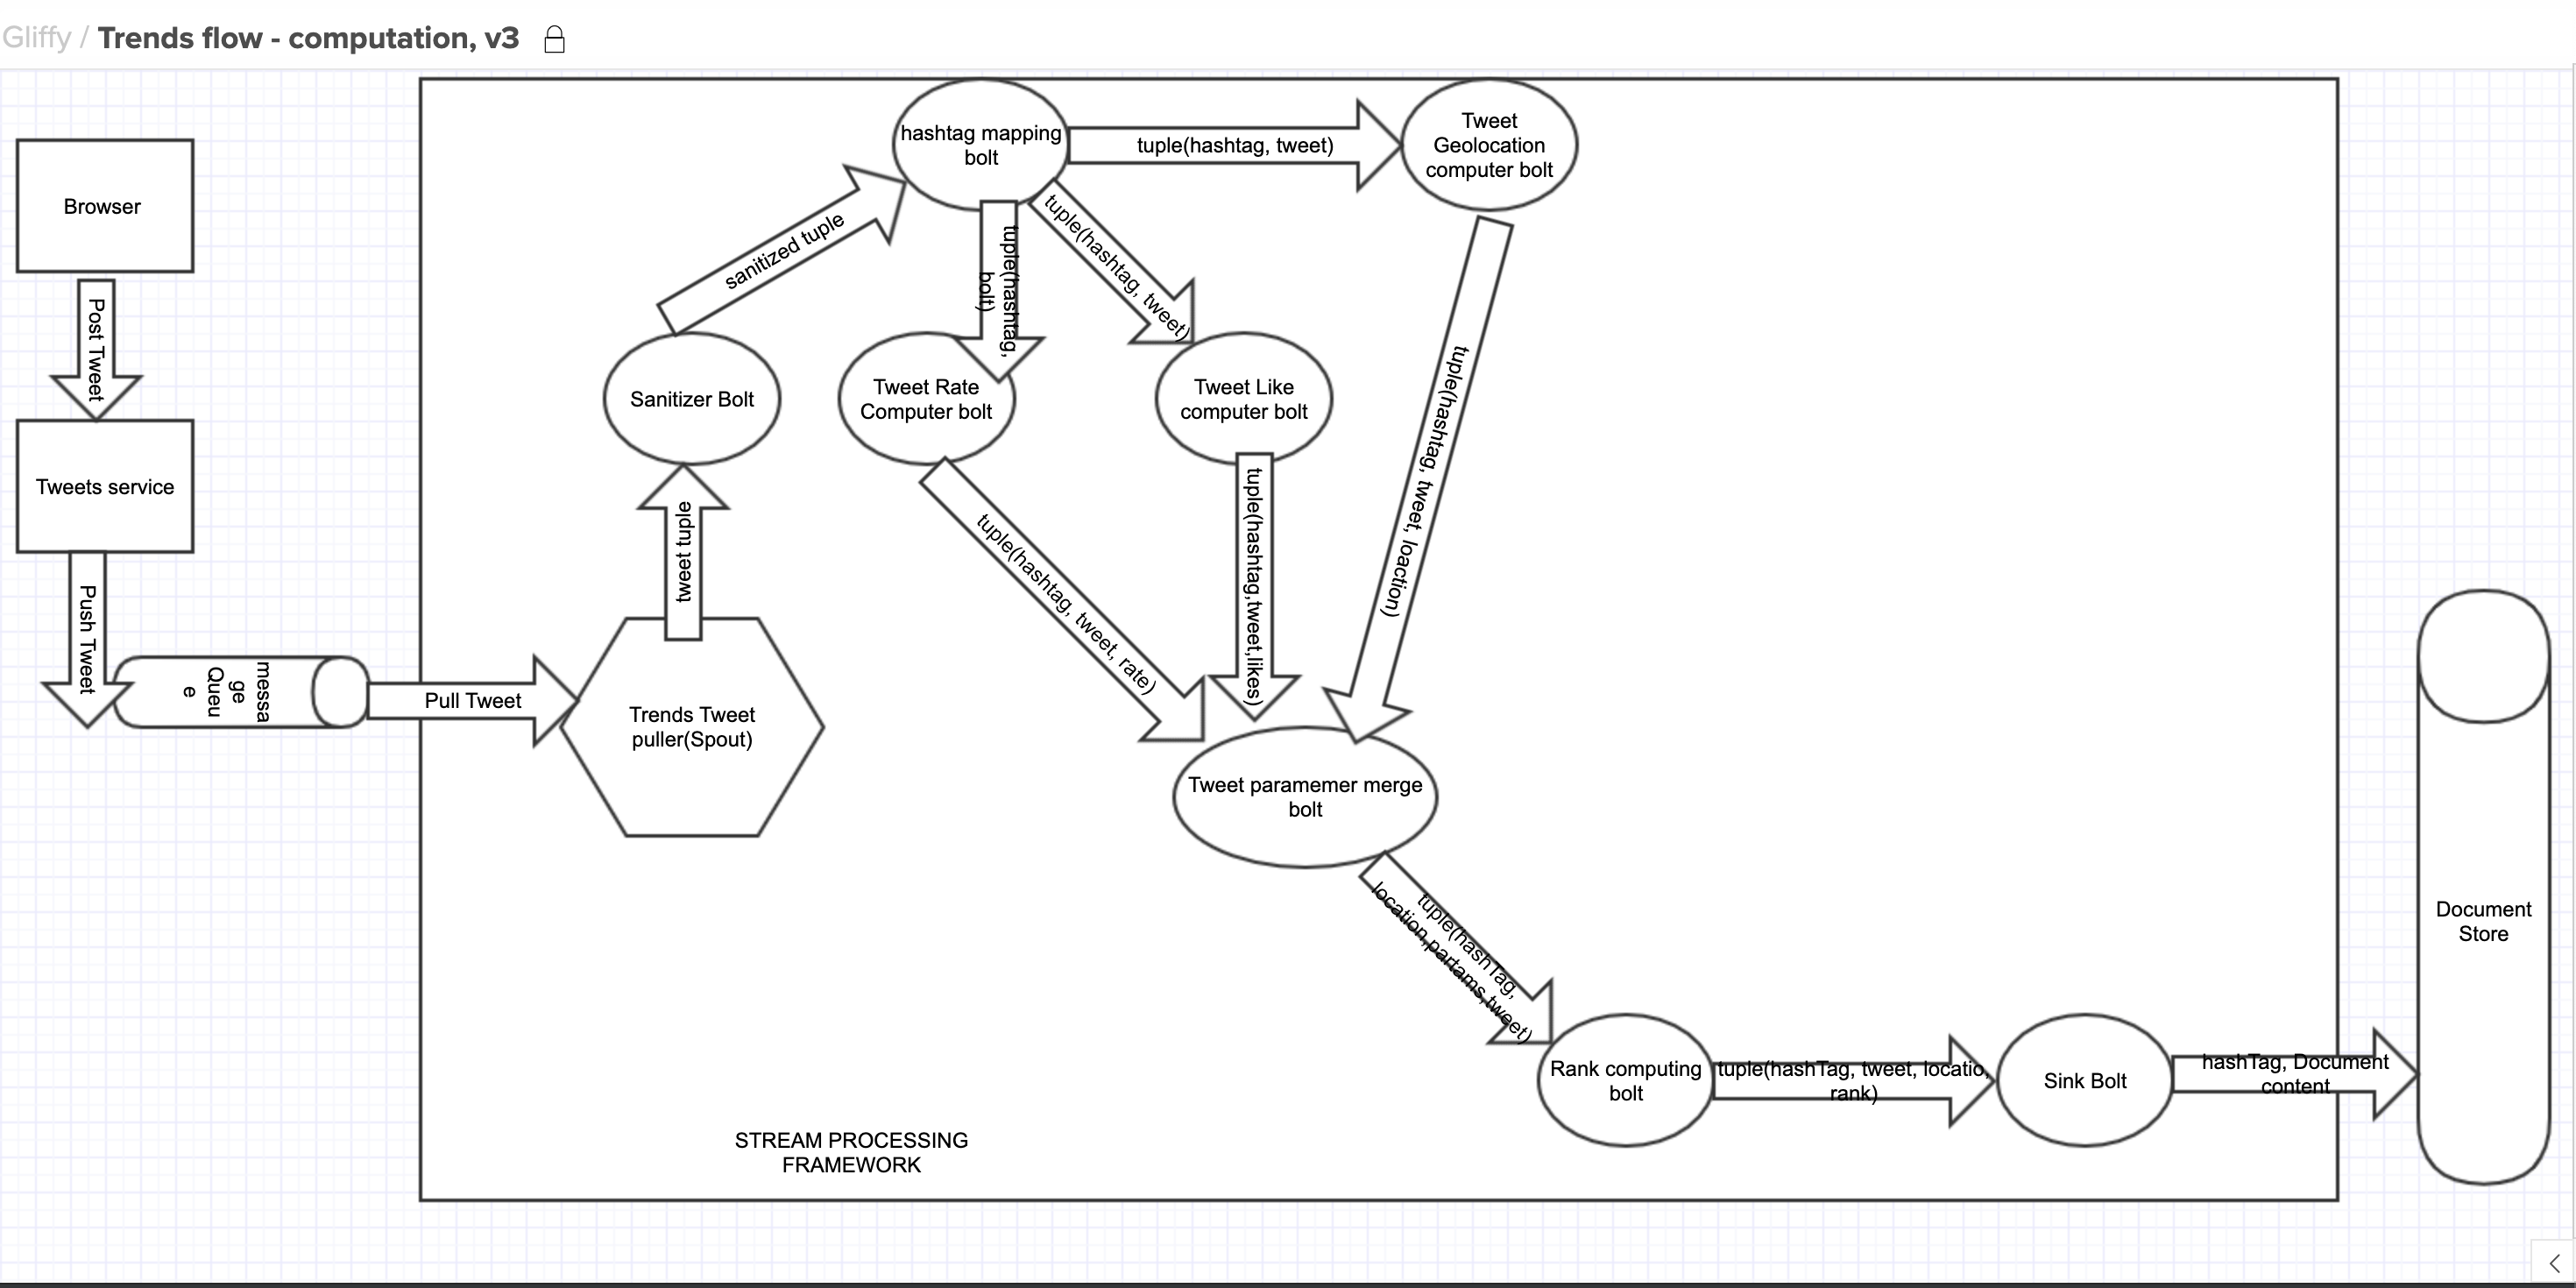 Gliffy / Trends flow - computation, v3
Browser
Post Tweet
Tweets service
Push Tweet
messa
ge
Queu
e
Pull Tweet
Trends Tweet
puller(Spout)
tweet tuple
Sanitizer Bolt
sanitized tuple
hashtag mapping
bolt
tuple(hashtag, tweet)
Tweet
Geolocation
computer bolt
tuple(hashtag,
bolt)
tuple(hashtag, tweet)
Tweet Rate
Computer bolt
Tweet Like
computer bolt
tuple(hashtag, tweet, rate)
tuple(hashtag,tweet,likes)
tuple(hashtag, tweet, loaction)
Tweet paramemer merge
bolt
tuple(hashTag,
location,partams,tweet)
Rank computing
bolt
tuple(hashTag, tweet, locatio,
rank)
Sink Bolt
hashTag, Document
content
Document
Store
STREAM PROCESSING
FRAMEWORK